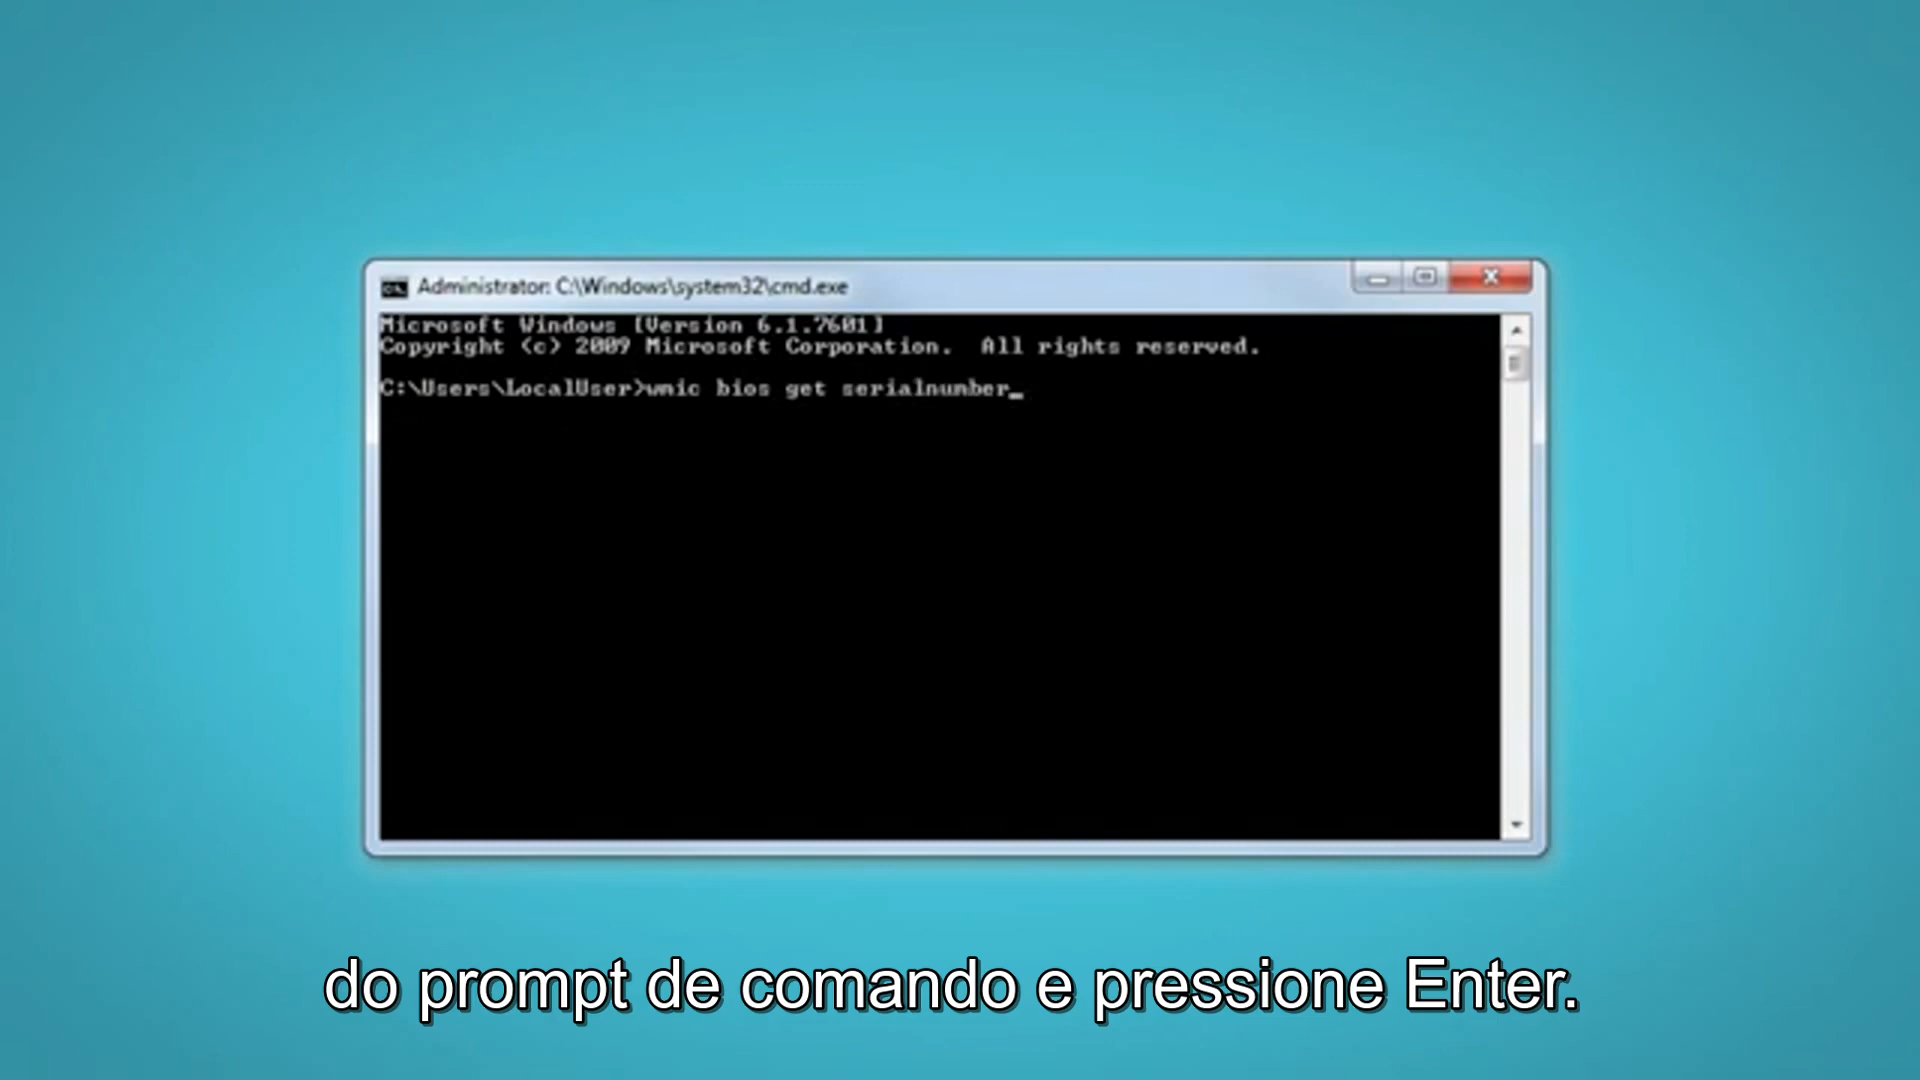 Administrator: C:\Windows\system32\cmd.exe
Microsoft Windows [Version 6.1.7601]
Copyright (c) 2009 Microsoft Corporation.  All rights reserved.
C:\Users\LocalUser>wmic bios get serialnumber_
do prompt de comando e pressione Enter.